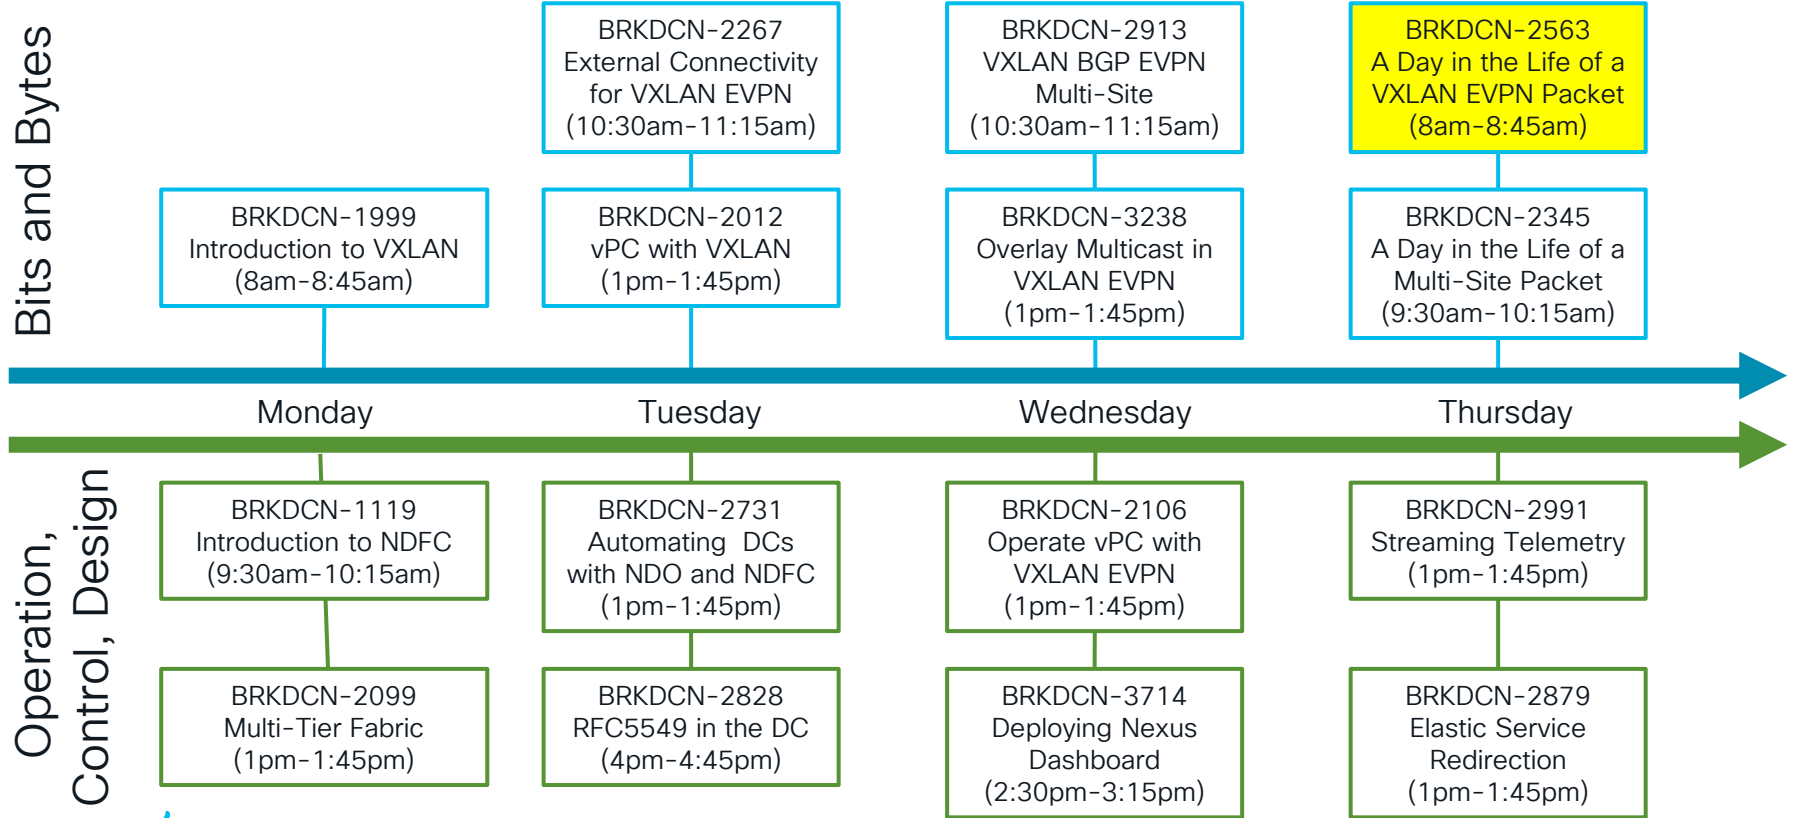 Bits and Bytes
BRKDCN-2267
External Connectivity
for VXLAN EVPN
(10:30am-11:15am)
BRKDCN-2913
VXLAN BGP EVPN
Multi-Site
(10:30am-11:15am)
BRKDCN-2563
A Day in the Life of a
VXLAN EVPN Packet
(8am-8:45am)
BRKDCN-1999
Introduction to VXLAN
(8am-8:45am)
BRKDCN-2012
vPC with VXLAN
(1pm-1:45pm)
BRKDCN-3238
Overlay Multicast in
VXLAN EVPN
(1pm-1:45pm)
BRKDCN-2345
A Day in the Life of a
Multi-Site Packet
(9:30am-10:15am)
Monday
Tuesday
Wednesday
Thursday
Operation,
Control, Design
BRKDCN-1119
Introduction to NDFC
(9:30am-10:15am)
BRKDCN-2731
Automating DCs
with NDO and NDFC
(1pm-1:45pm)
BRKDCN-2106
Operate vPC with
VXLAN EVPN
(1pm-1:45pm)
BRKDCN-2991
Streaming Telemetry
(1pm-1:45pm)
BRKDCN-2099
Multi-Tier Fabric
(1pm-1:45pm)
BRKDCN-2828
RFC5549 in the DC
(4pm-4:45pm)
BRKDCN-3714
Deploying Nexus
Dashboard
(2:30pm-3:15pm)
BRKDCN-2879
Elastic Service
Redirection
(1pm-1:45pm)